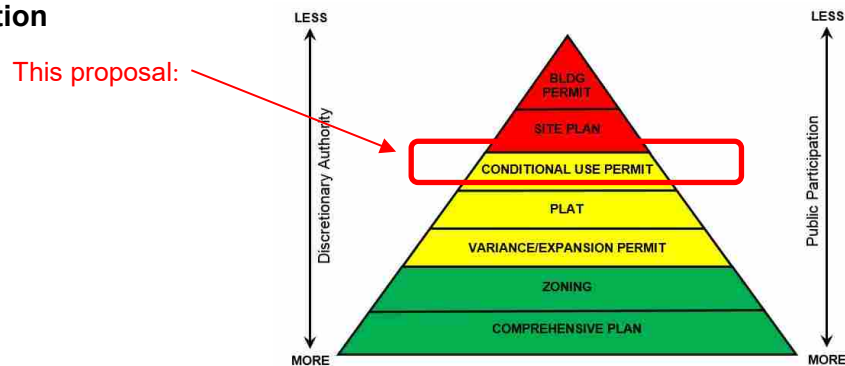 tion
LESS
LESS
This proposal:
BLDG
PERMIT
SITE PLAN
CONDITIONAL USE PERMIT
PLAT
VARIANCE/EXPANSION PERMIT
ZONING
COMPREHENSIVE PLAN
Discretionary Authority
Public Participation
MORE
MORE